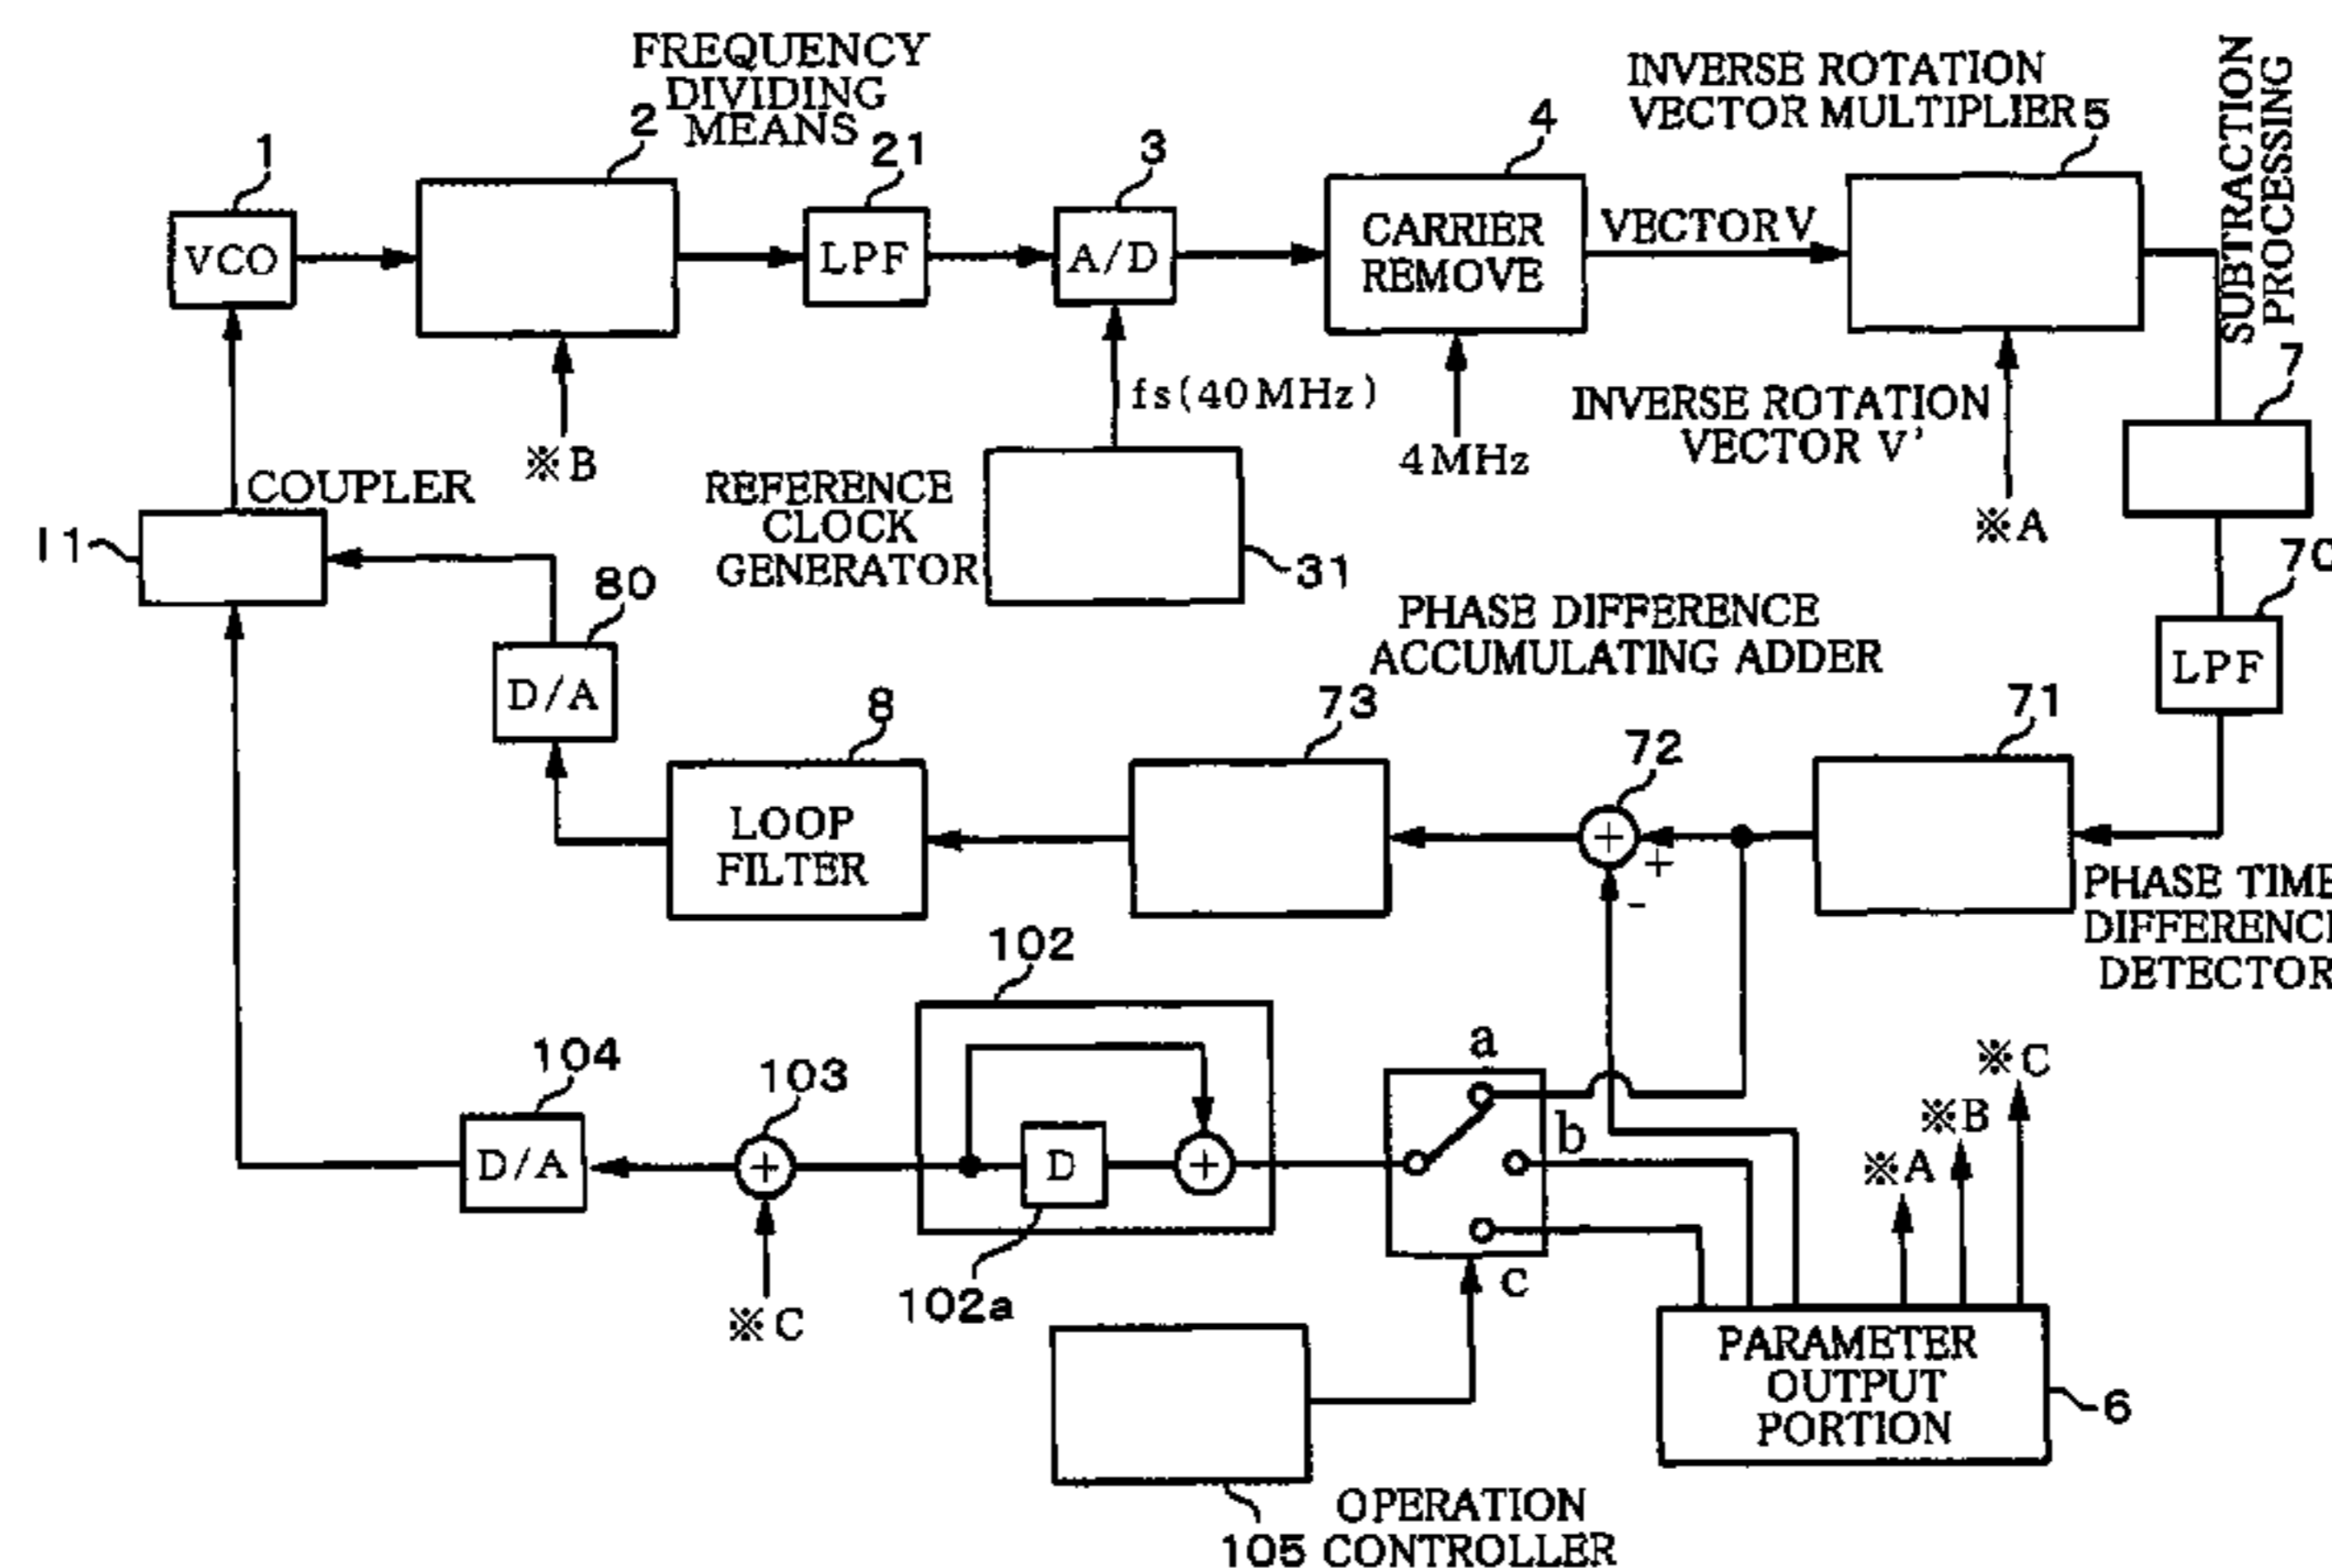 FREQUENCY
DIVIDING
MEANS
1
2
21
3
4
INVERSE ROTATION
VECTOR MULTIPLIER 5
SUBTRACTION
PROCESSING
VCO
LPF
A/D
CARRIER
REMOVE
VECTOR V
7
※B
fs(40MHz)
4MHz
INVERSE ROTATION
VECTOR V'
※A
COUPLER
11
REFERENCE
CLOCK
GENERATOR
31
70
LPF
80
D/A
PHASE DIFFERENCE
ACCUMULATING ADDER
8
73
72
71
LOOP
FILTER
+
+
-
PHASE TIME
DIFFERENCE
DETECTOR
102
104
103
a
b
c
※C
※B
※A
D/A
+
D
+
102a
※C
PARAMETER
OUTPUT
PORTION
6
OPERATION
105 CONTROLLER